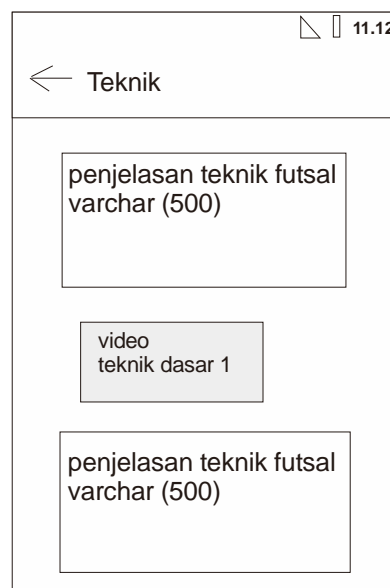 11.12
Teknik
penjelasan teknik futsal
varchar (500)
video
teknik dasar 1
penjelasan teknik futsal
varchar (500)